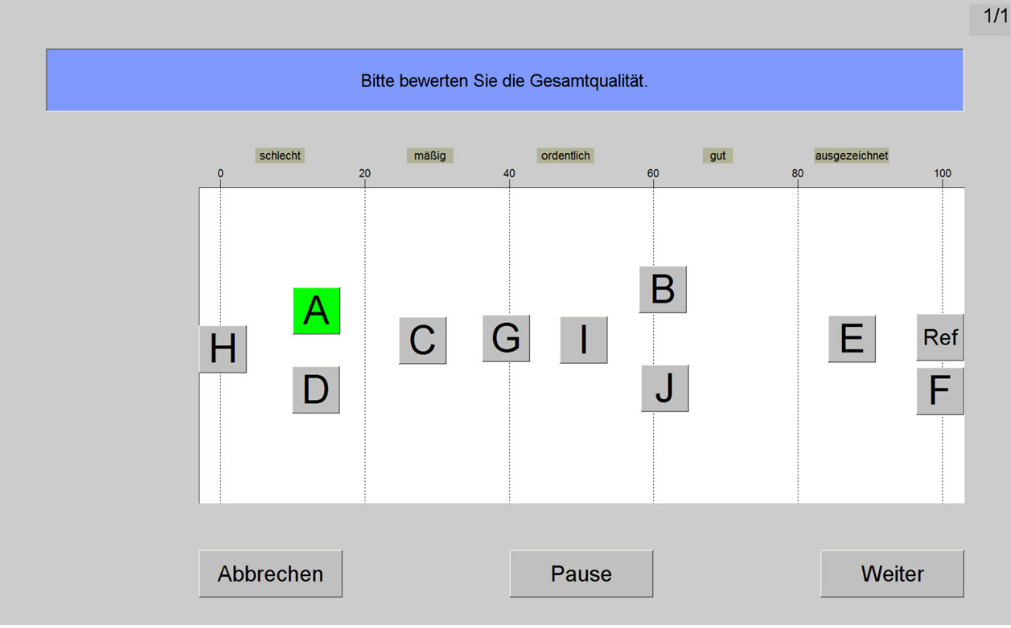 1/1
Bitte bewerten Sie die Gesamtqualität.
schlecht mäßig ordentlich gut ausgezeichnet
0 20 40 60 80 100
B
A
H C G I E Ref
D J F
Abbrechen Pause Weiter